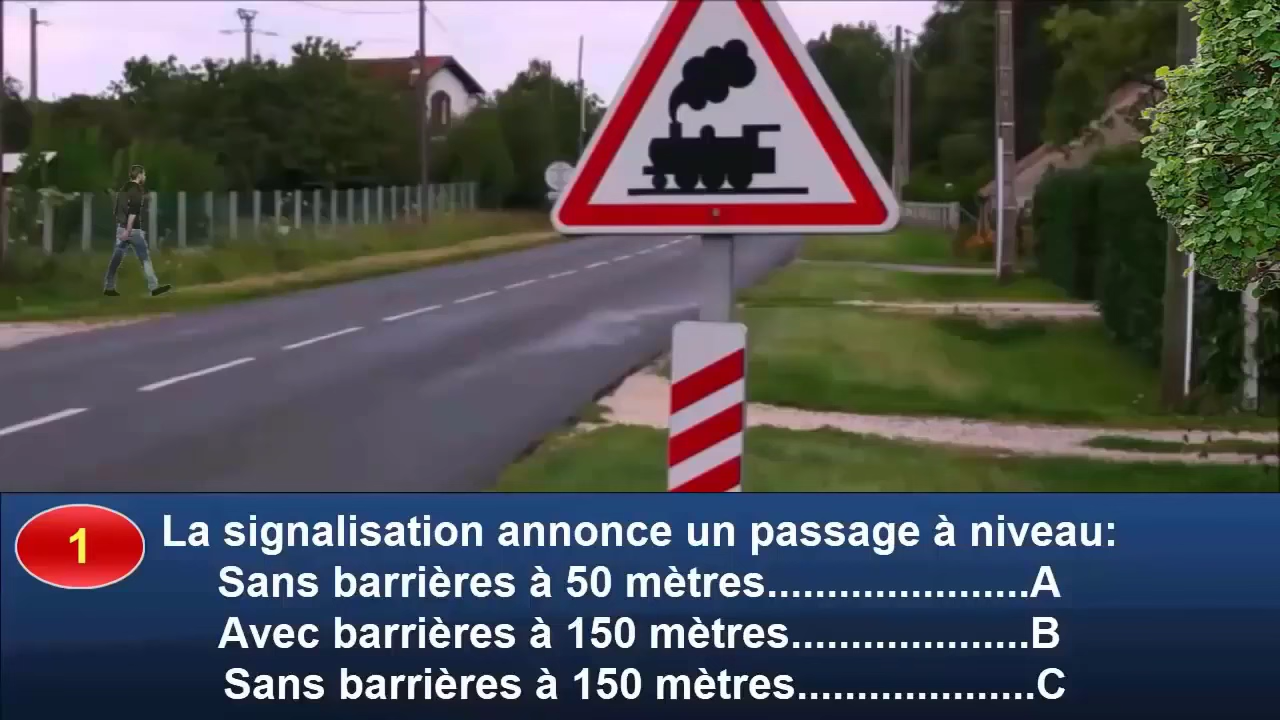 1 La signalisation annonce un passage à niveau:
Sans barrières à 50 mètres......................A
Avec barrières à 150 mètres....................B
Sans barrières à 150 mètres....................C